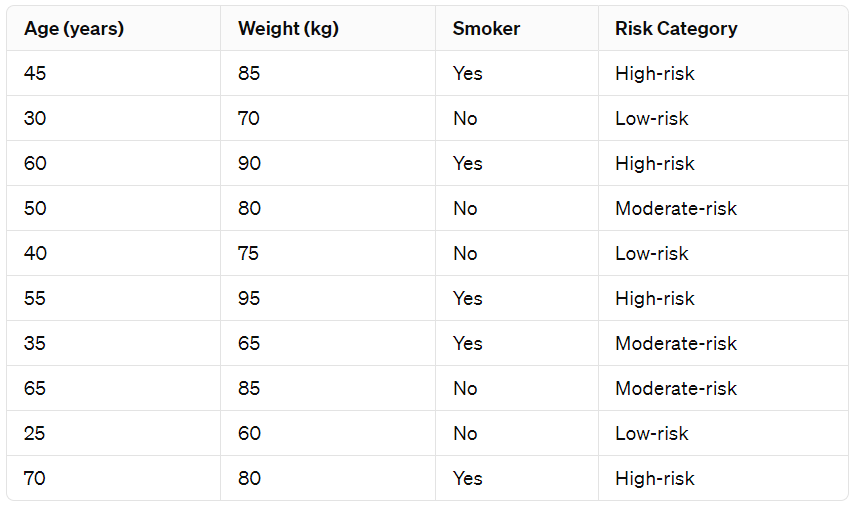 Age (years) Weight (kg) Smoker Risk Category
45 85 Yes High-risk
30 70 No Low-risk
60 90 Yes High-risk
50 80 No Moderate-risk
40 75 No Low-risk
55 95 Yes High-risk
35 65 Yes Moderate-risk
65 85 No Moderate-risk
25 60 No Low-risk
70 80 Yes High-risk